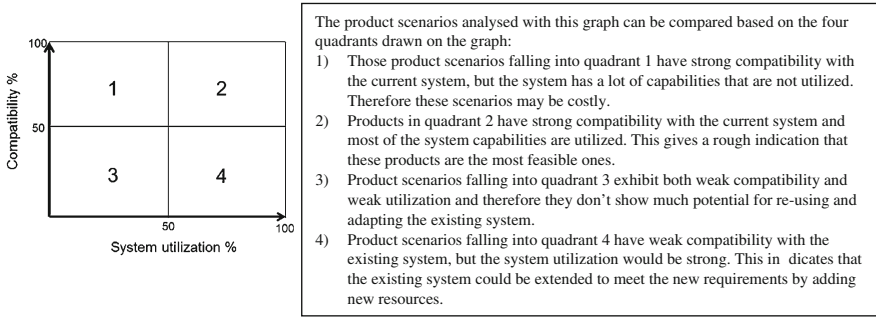 100
50
Compatibility %
1
2
3
4
50
100
System utilization %
The product scenarios analysed with this graph can be compared based on the four
quadrants drawn on the graph:
1) Those product scenarios falling into quadrant 1 have strong compatibility with
the current system, but the system has a lot of capabilities that are not utilized.
Therefore these scenarios may be costly.
2) Products in quadrant 2 have strong compatibility with the current system and
most of the system capabilities are utilized. This gives a rough indication that
these products are the most feasible ones.
3) Product scenarios falling into quadrant 3 exhibit both weak compatibility and
weak utilization and therefore they don't show much potential for re-using and
adapting the existing system.
4) Product scenarios falling into quadrant 4 have weak compatibility with the
existing system, but the system utilization would be strong. This in dicates that
the existing system could be extended to meet the new requirements by adding
new resources.